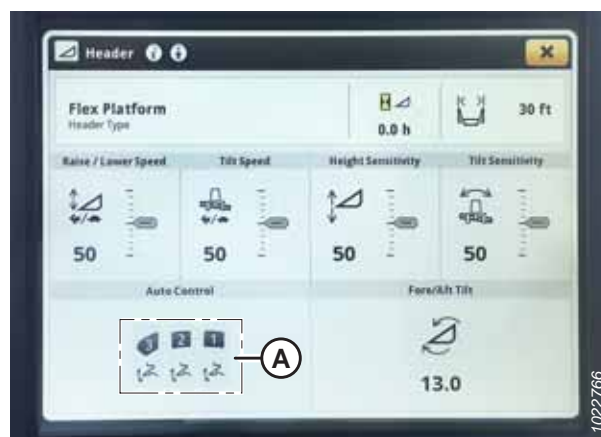 Header
Flex Platform
Header Type
0.0 h
30 ft
Raise / Lower Speed
Tilt Speed
Height Sensitivity
Tilt Sensitivity
50
50
50
50
Auto Control
Fore/Aft Tilt
3 2 1
A
13.0
1022766